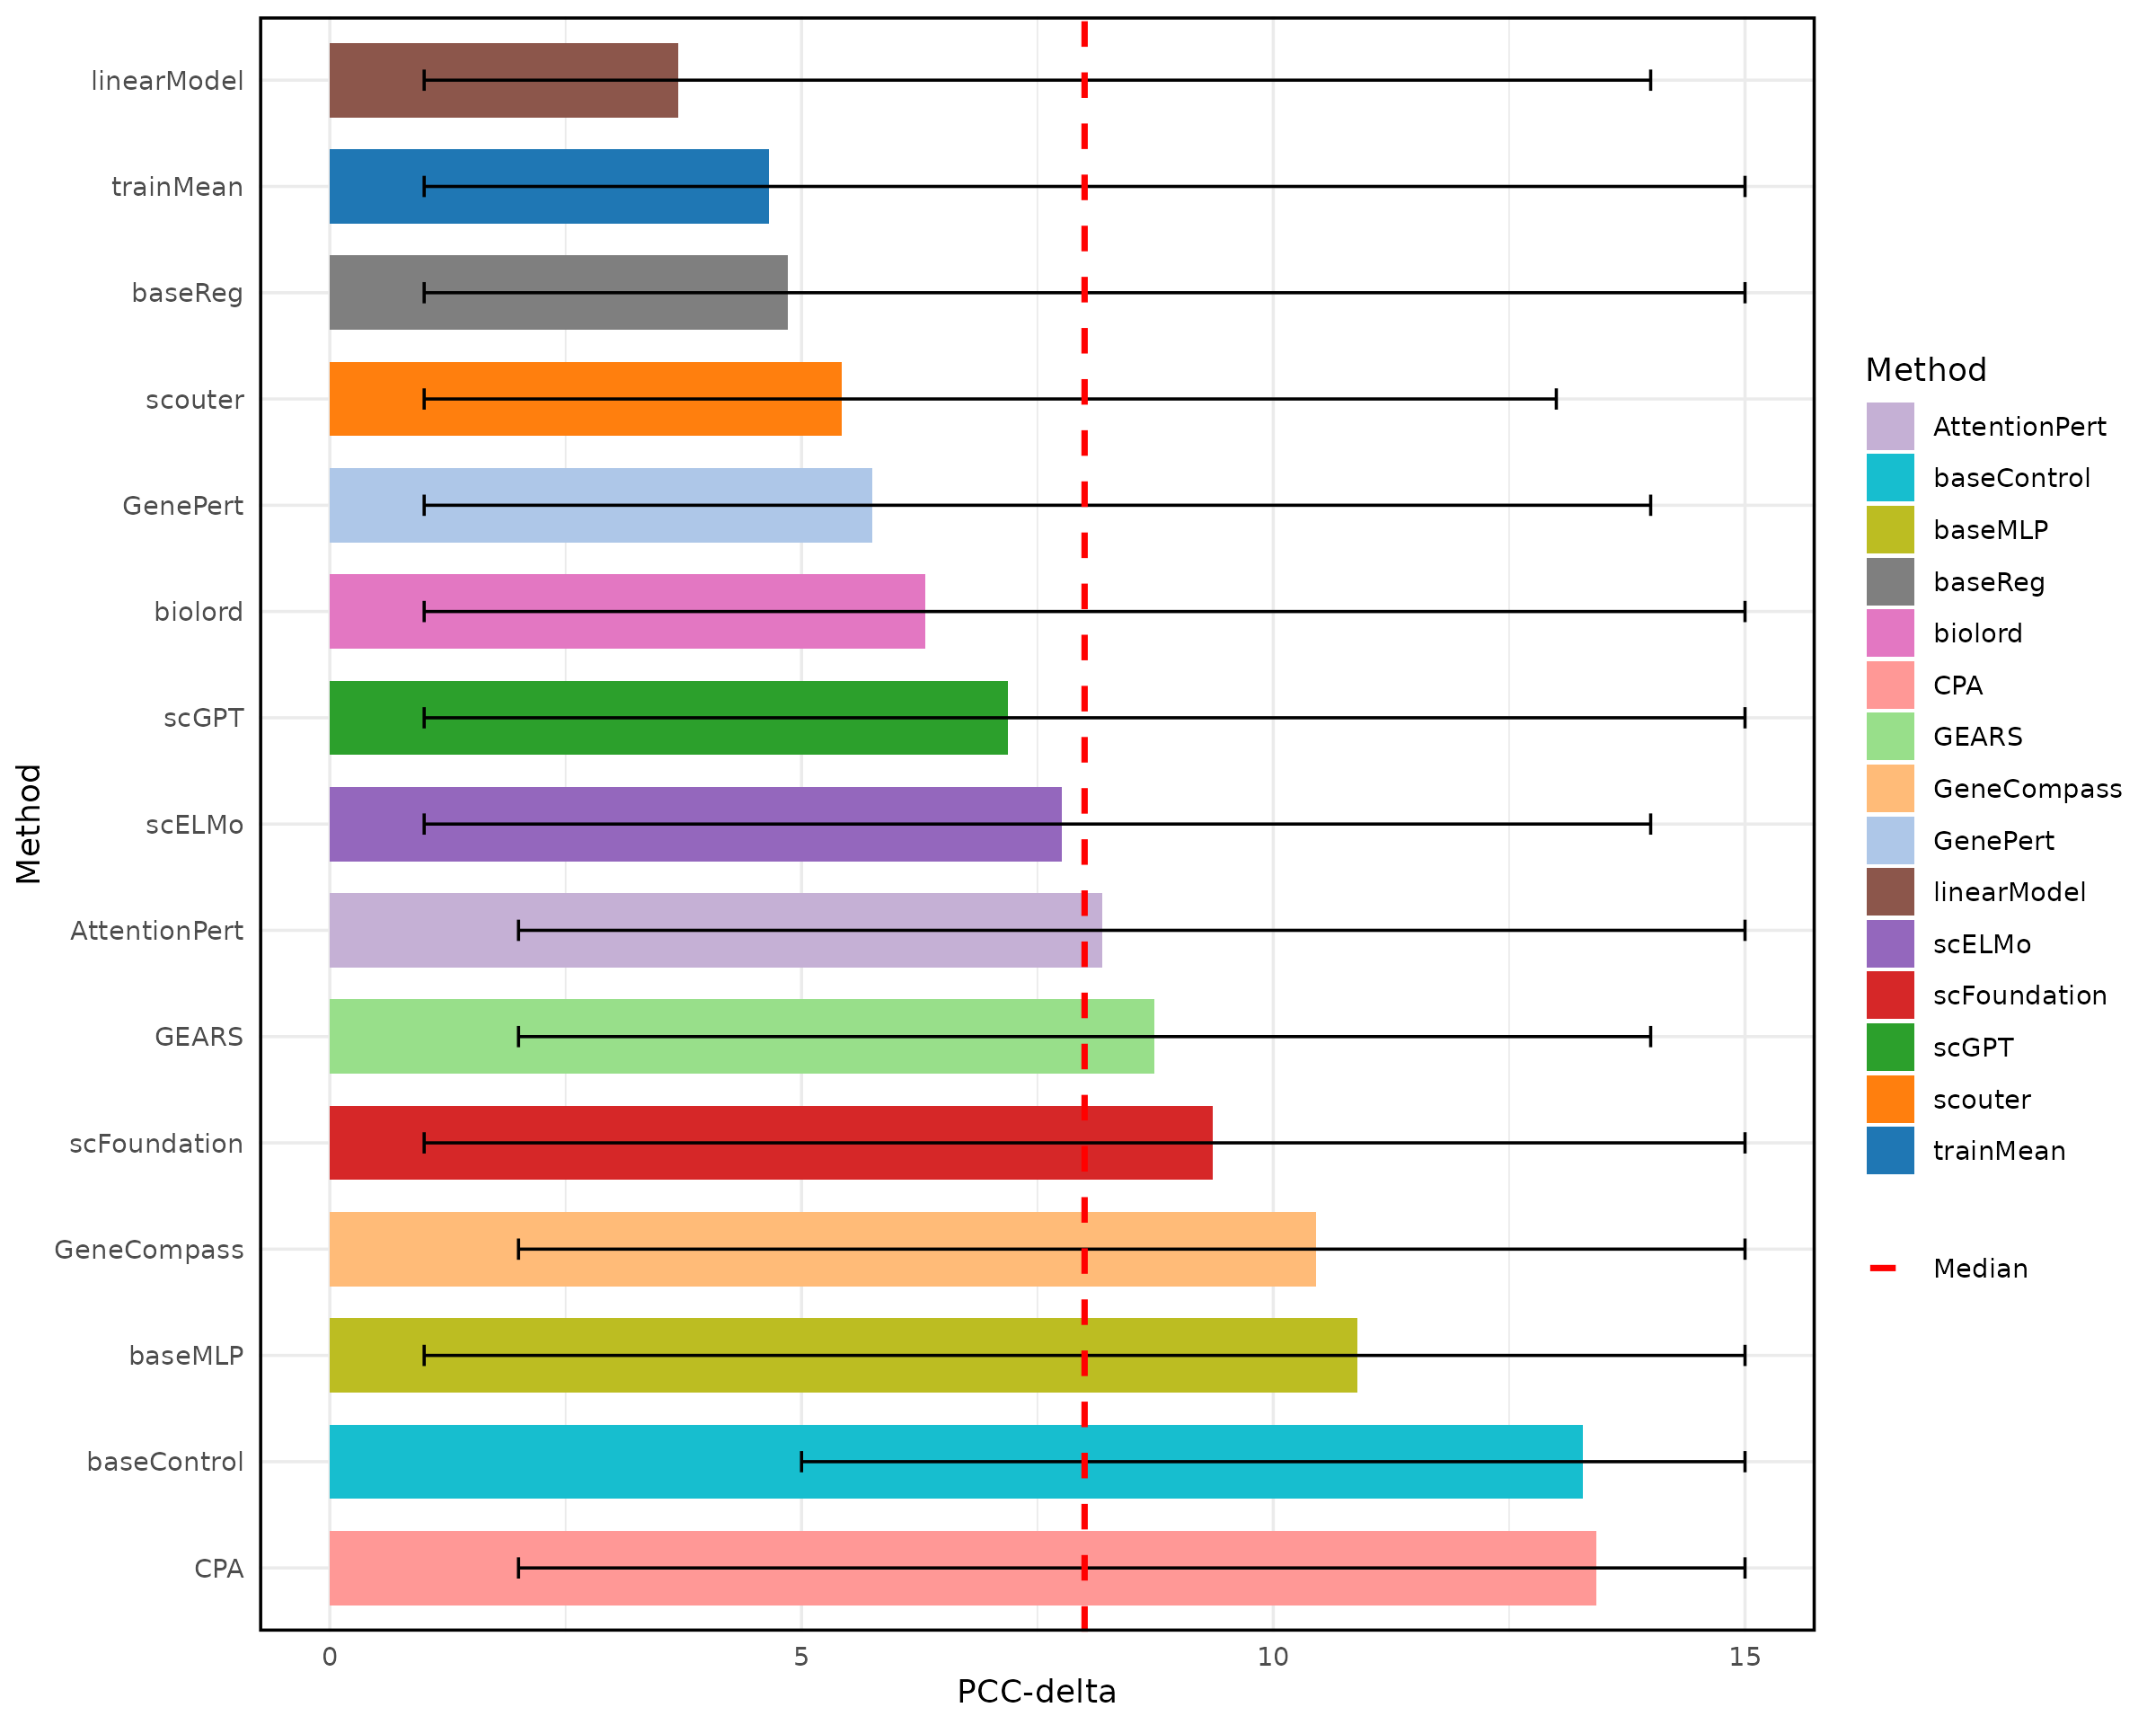 Method
linearModel
trainMean
baseReg
scouter
GenePert
biolord
scGPT
scELMo
AttentionPert
GEARS
scFoundation
GeneCompass
baseMLP
baseControl
CPA
0 5 10 15
PCC-delta
Method
AttentionPert
baseControl
baseMLP
baseReg
biolord
CPA
GEARS
GeneCompass
GenePert
linearModel
scELMo
scFoundation
scGPT
scouter
trainMean
Median